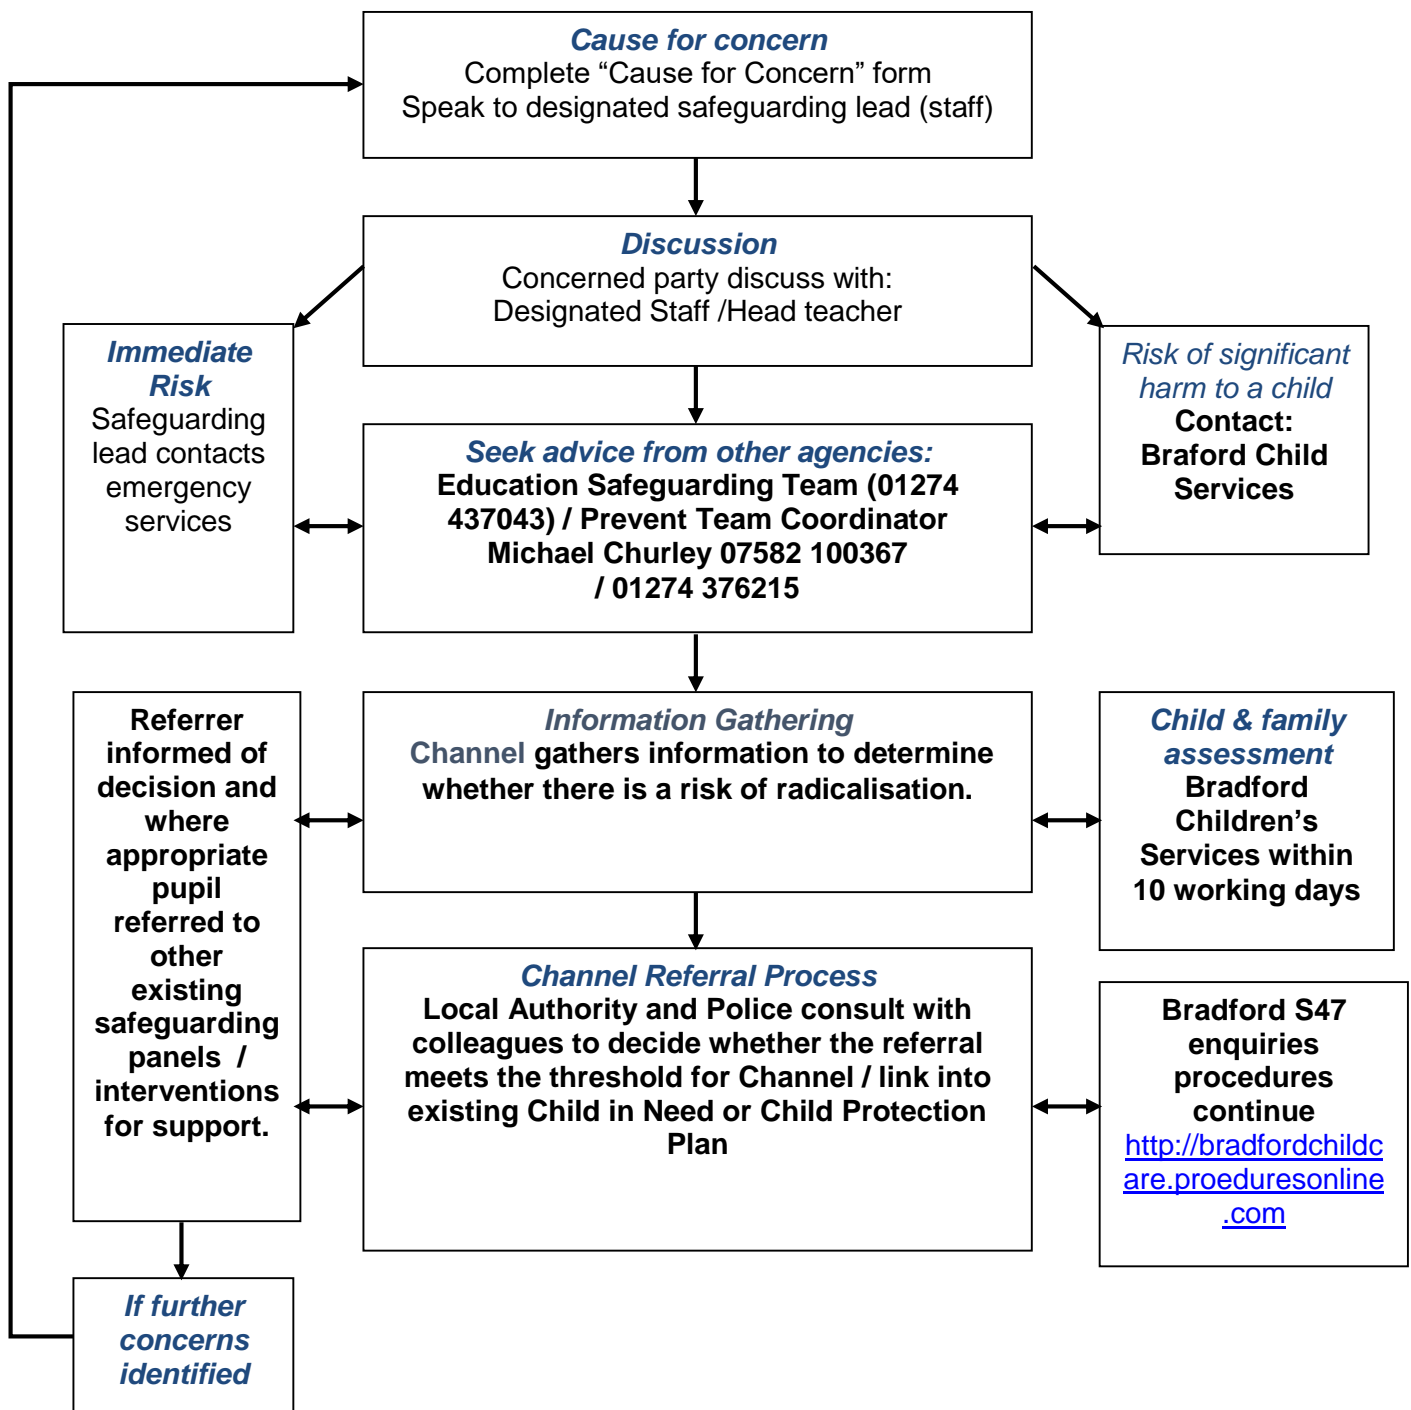 Cause for concern
Complete “Cause for Concern” form
Speak to designated safeguarding lead (staff)
Discussion
Concerned party discuss with:
Designated Staff /Head teacher
Immediate
Risk
Safeguarding
lead contacts
emergency
services
Seek advice from other agencies:
Education Safeguarding Team (01274
437043) / Prevent Team Coordinator
Michael Churley 07582 100367
/ 01274 376215
Risk of significant
harm to a child
Contact:
Braford Child
Services
Referrer
informed of
decision and
where
appropriate
pupil
referred to
other
existing
safeguarding
panels /
interventions
for support.
Information Gathering
Channel gathers information to determine
whether there is a risk of radicalisation.
Child & family
assessment
Bradford
Children’s
Services within
10 working days
Channel Referral Process
Local Authority and Police consult with
colleagues to decide whether the referral
meets the threshold for Channel / link into
existing Child in Need or Child Protection
Plan
Bradford S47
enquiries
procedures
continue
http://bradfordchildc
are.proeduresonline
.com
If further
concerns
identified